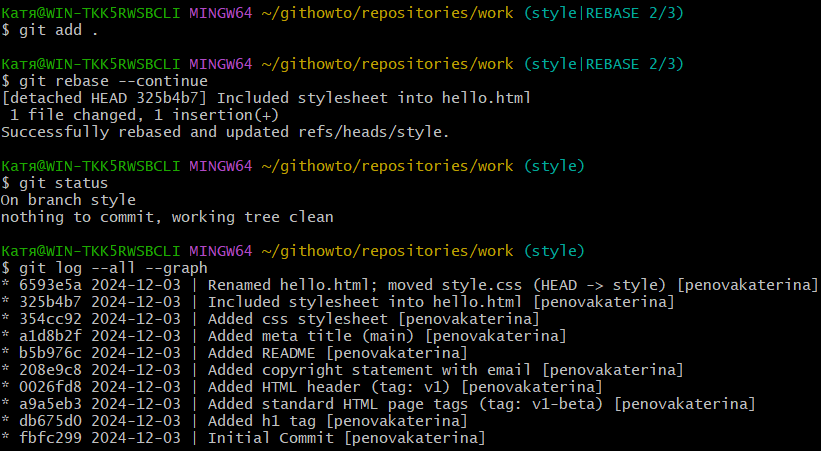 Катя@WIN-TKK5RWSBCLI MINGW64 ~/githowto/repositories/work (style|REBASE 2/3)
$ git add .
Катя@WIN-TKK5RWSBCLI MINGW64 ~/githowto/repositories/work (style|REBASE 2/3)
$ git rebase --continue
[detached HEAD 325b4b7] Included stylesheet into hello.html
 1 file changed, 1 insertion(+)
Successfully rebased and updated refs/heads/style.
Катя@WIN-TKK5RWSBCLI MINGW64 ~/githowto/repositories/work (style)
$ git status
On branch style
nothing to commit, working tree clean
Катя@WIN-TKK5RWSBCLI MINGW64 ~/githowto/repositories/work (style)
$ git log --all --graph
* 6593e5a 2024-12-03 | Renamed hello.html; moved style.css (HEAD -> style) [penovakaterina]
* 325b4b7 2024-12-03 | Included stylesheet into hello.html [penovakaterina]
* 354cc92 2024-12-03 | Added css stylesheet [penovakaterina]
* a1d8b2f 2024-12-03 | Added meta title (main) [penovakaterina]
* b5b976c 2024-12-03 | Added README [penovakaterina]
* 208e9c8 2024-12-03 | Added copyright statement with email [penovakaterina]
* 0026fd8 2024-12-03 | Added HTML header (tag: v1) [penovakaterina]
* a9a5eb3 2024-12-03 | Added standard HTML page tags (tag: v1-beta) [penovakaterina]
* db675d0 2024-12-03 | Added h1 tag [penovakaterina]
* fbfc299 2024-12-03 | Initial Commit [penovakaterina]